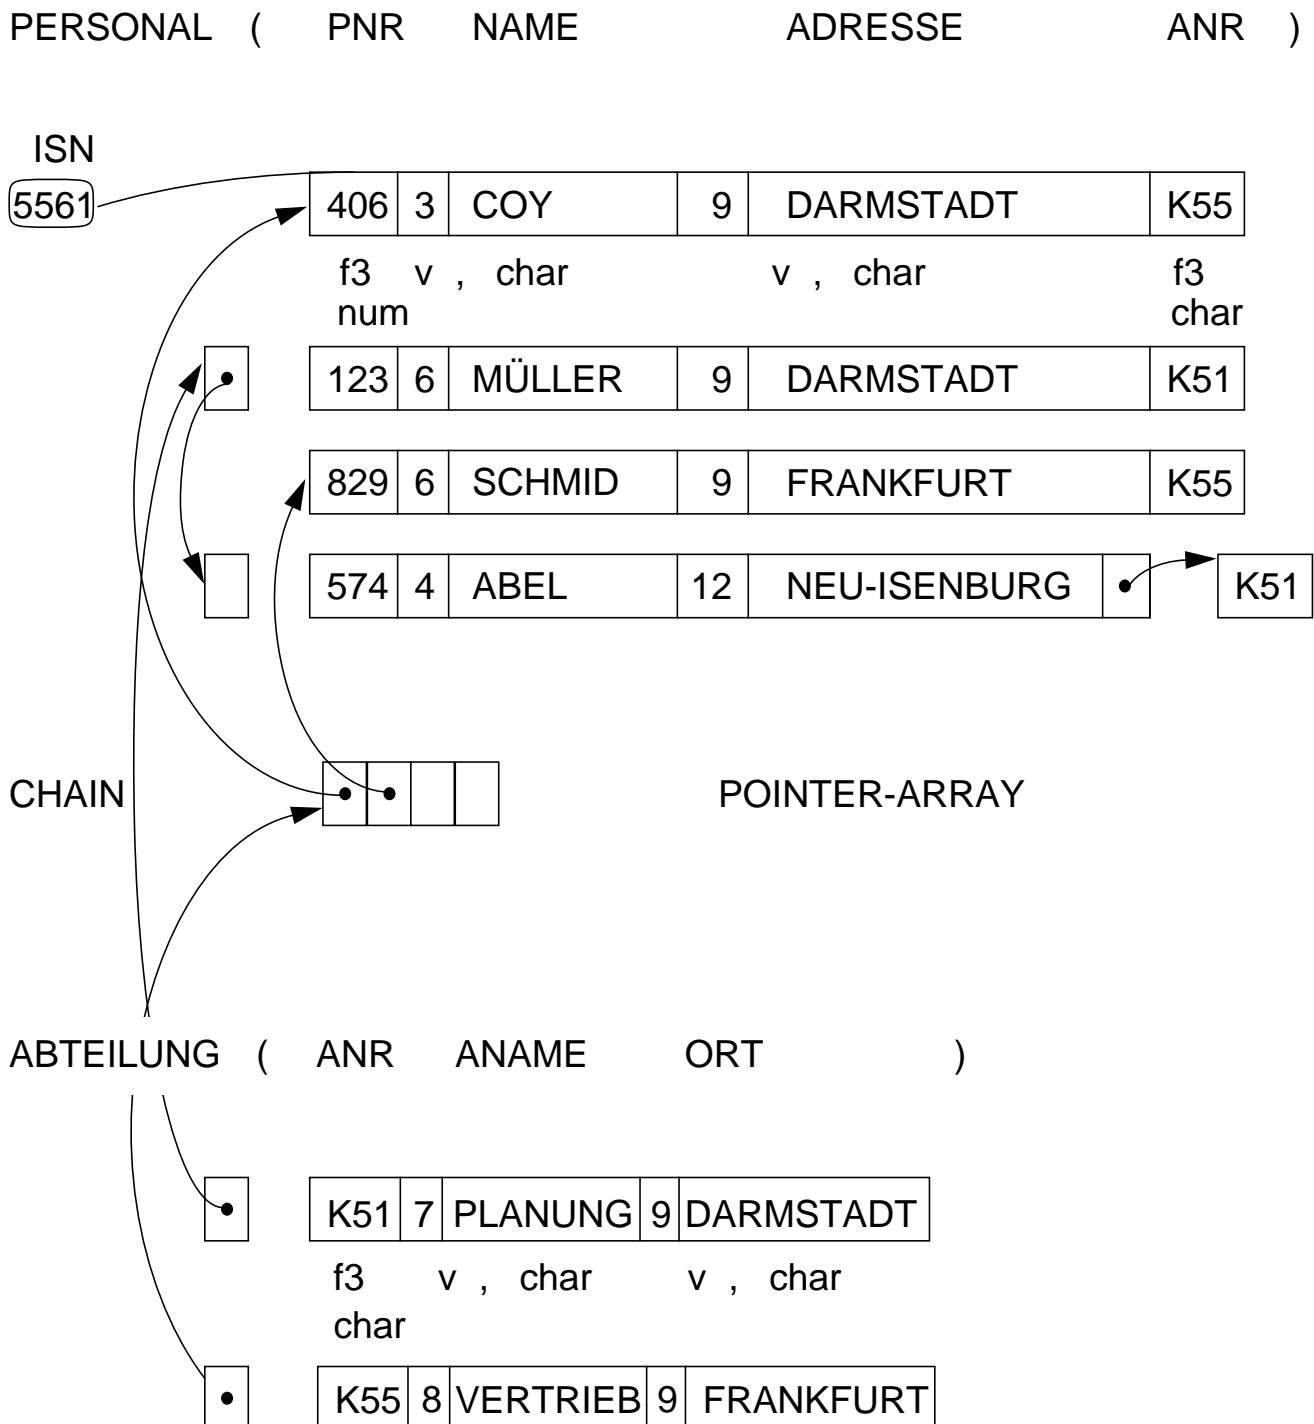 PERSONAL ( PNR NAME ADRESSE ANR )
ISN
5561 406 3 COY 9 DARMSTADT K55
f3 v , char v , char f3
num char
123 6 MÜLLER 9 DARMSTADT K51
829 6 SCHMID 9 FRANKFURT K55
574 4 ABEL 12 NEU-ISENBURG K51
CHAIN POINTER-ARRAY
ABTEILUNG ( ANR ANAME ORT )
K51 7 PLANUNG 9 DARMSTADT
f3 v , char v , char
char
K55 8 VERTRIEB 9 FRANKFURT